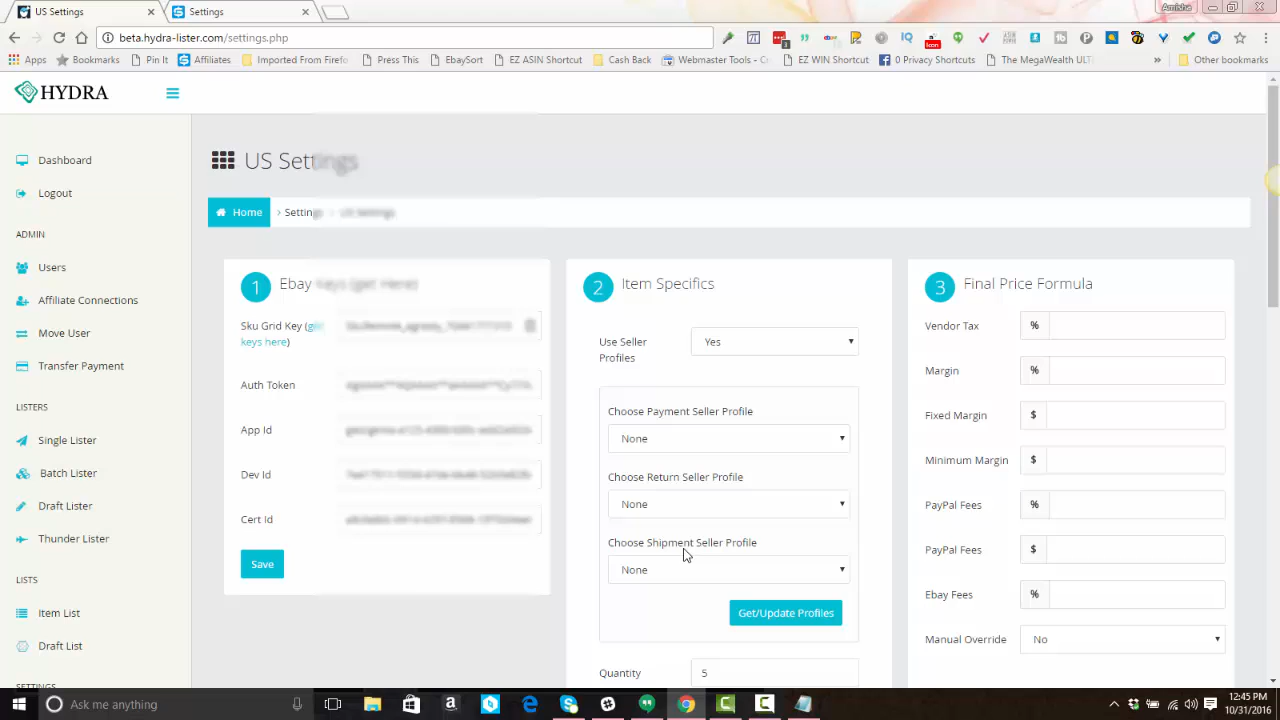 US Settings
Settings
Amisha
beta.hydra-lister.com/settings.php
Apps
Bookmarks
Pin It
Affiliates
Imported From Firefo
Press This
EbaySort
EZ ASIN Shortcut
Cash Back
Webmaster Tools - C
EZ WIN Shortcut
0 Privacy Shortcuts
The MegaWealth ULTI
»
Other bookmarks
HYDRA
Dashboard
Logout
ADMIN
Users
Affiliate Connections
Move User
Transfer Payment
LISTERS
Single Lister
Batch Lister
Draft Lister
Thunder Lister
LISTS
Item List
Draft List
SETTINGS
US Settings
Home > Settings > US Settings
1 Ebay Keys (get Here)
Sku Grid Key (get
keys here)
Auth Token
App Id
Dev Id
Cert Id
Save
2 Item Specifics
Use Seller
Profiles
Yes
Choose Payment Seller Profile
None
Choose Return Seller Profile
None
Choose Shipment Seller Profile
None
Get/Update Profiles
Quantity 5
3 Final Price Formula
Vendor Tax %
Margin %
Fixed Margin $
Minimum Margin $
PayPal Fees %
PayPal Fees $
Ebay Fees %
Manual Override No
Ask me anything
12:45 PM
10/31/2016